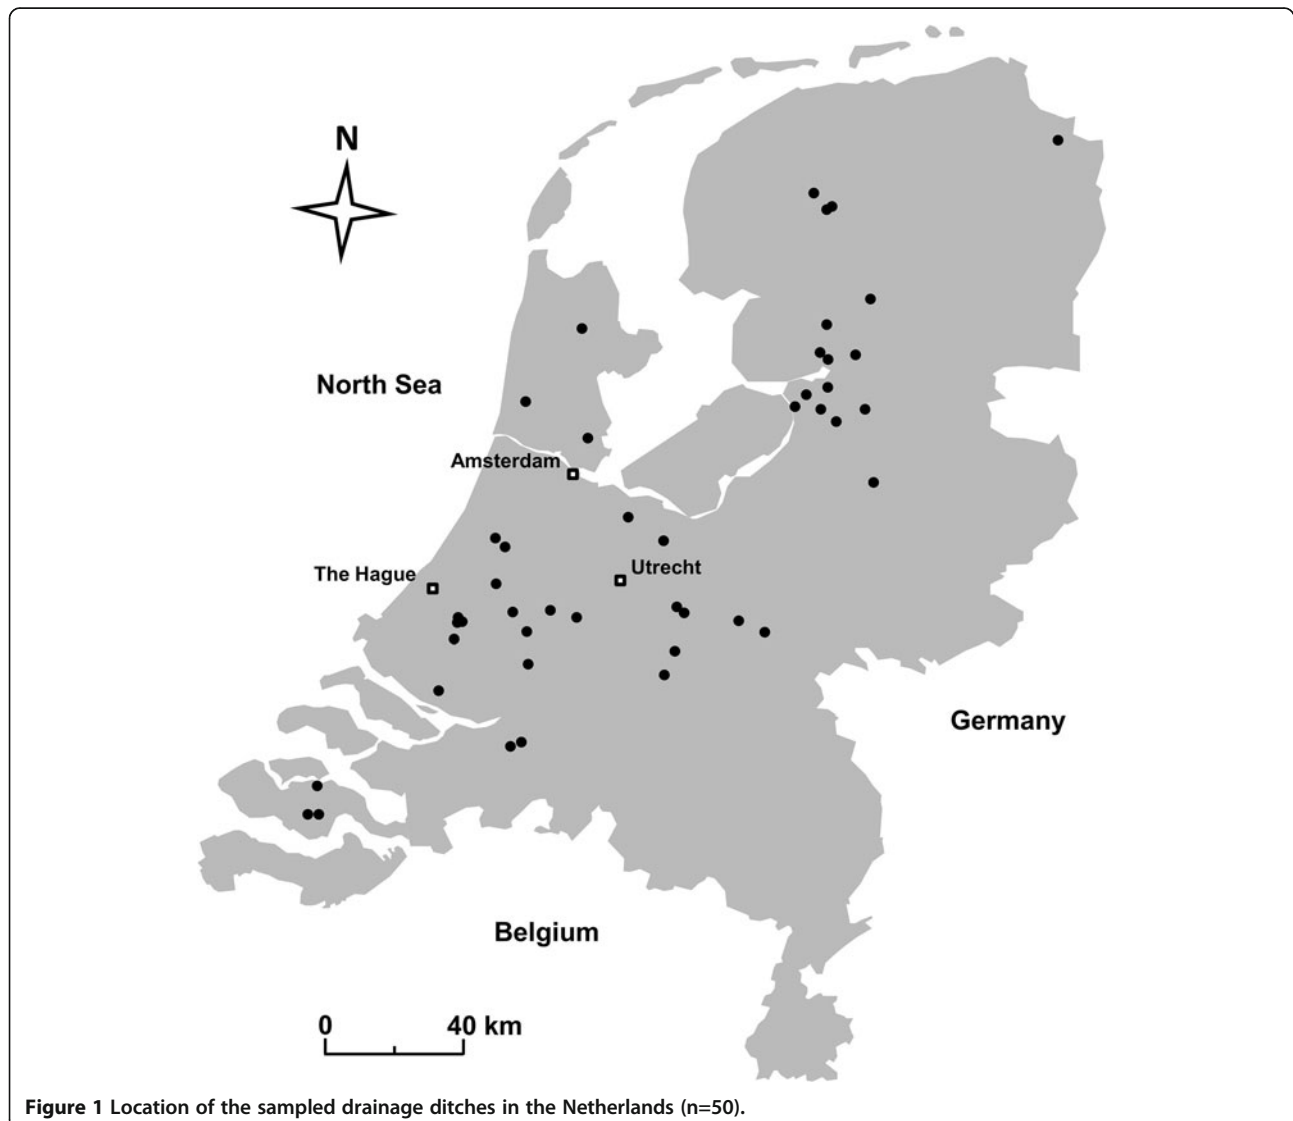 N
North Sea
Amsterdam
The Hague
Utrecht
Germany
Belgium
0 40 km
Figure 1 Location of the sampled drainage ditches in the Netherlands (n=50).